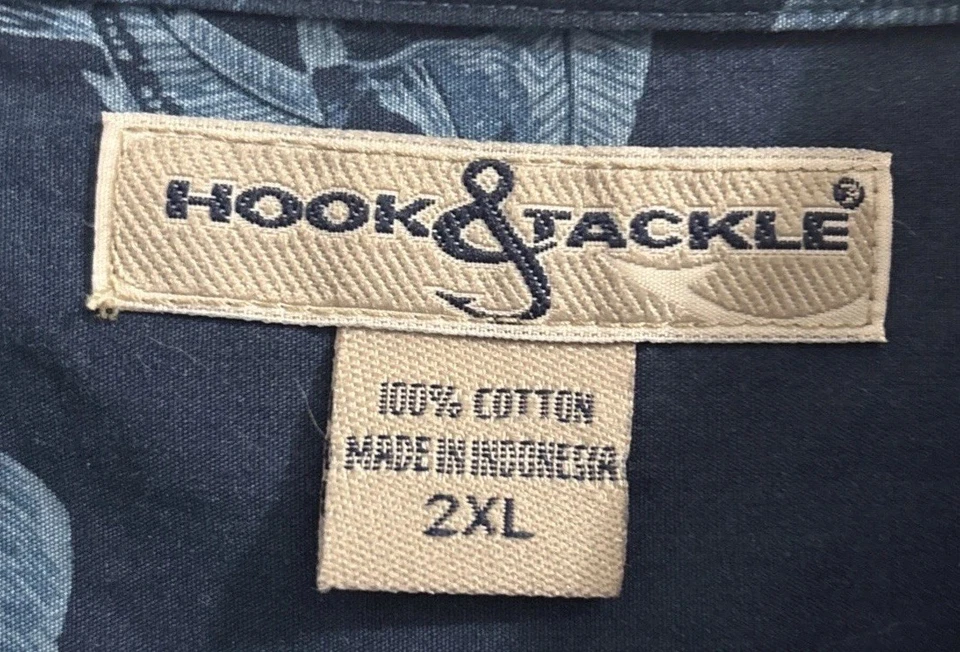 HOOK & TACKLE®
100% COTTON
MADE IN INDONESIA
2XL